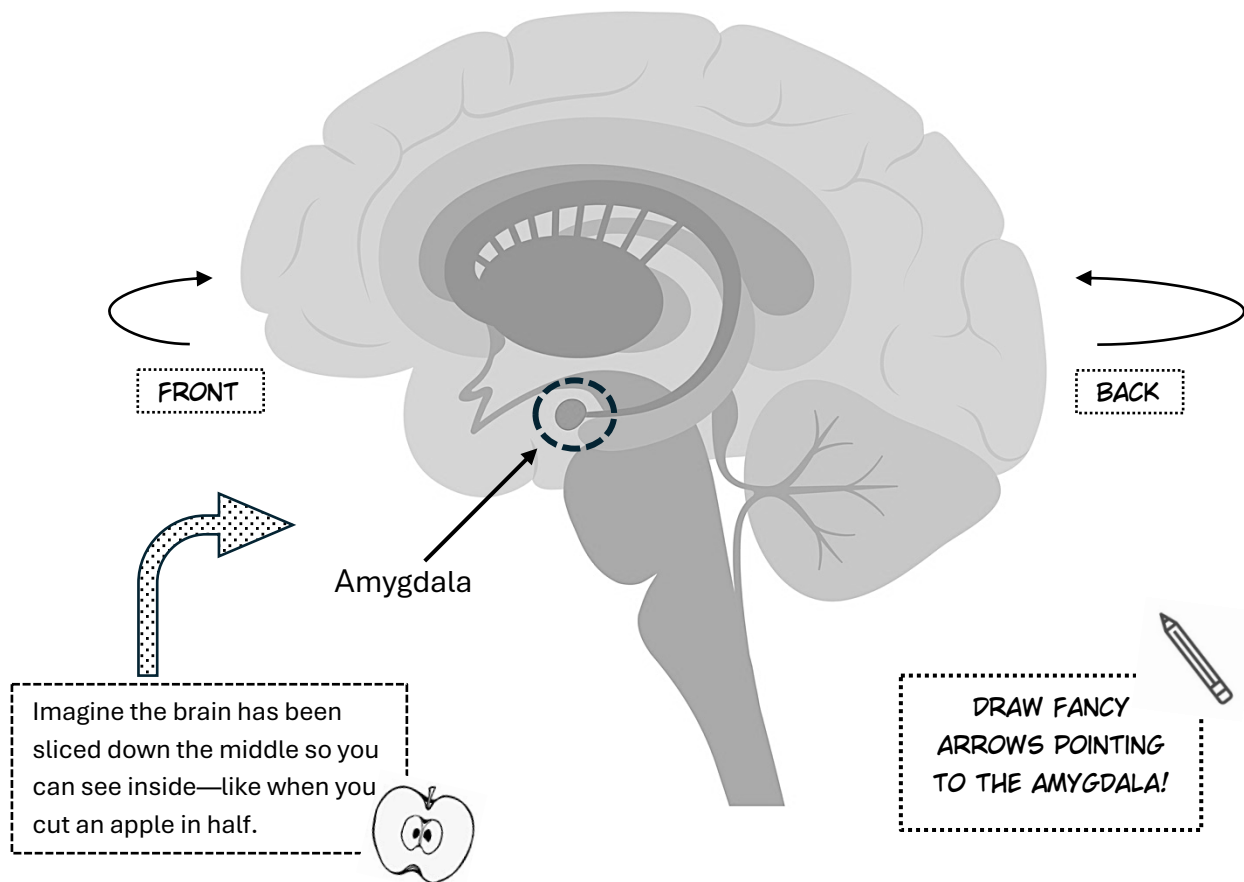 FRONT
BACK
Amygdala
Imagine the brain has been
sliced down the middle so you
can see inside—like when you
cut an apple in half.
DRAW FANCY
ARROWS POINTING
TO THE AMYGDALA!